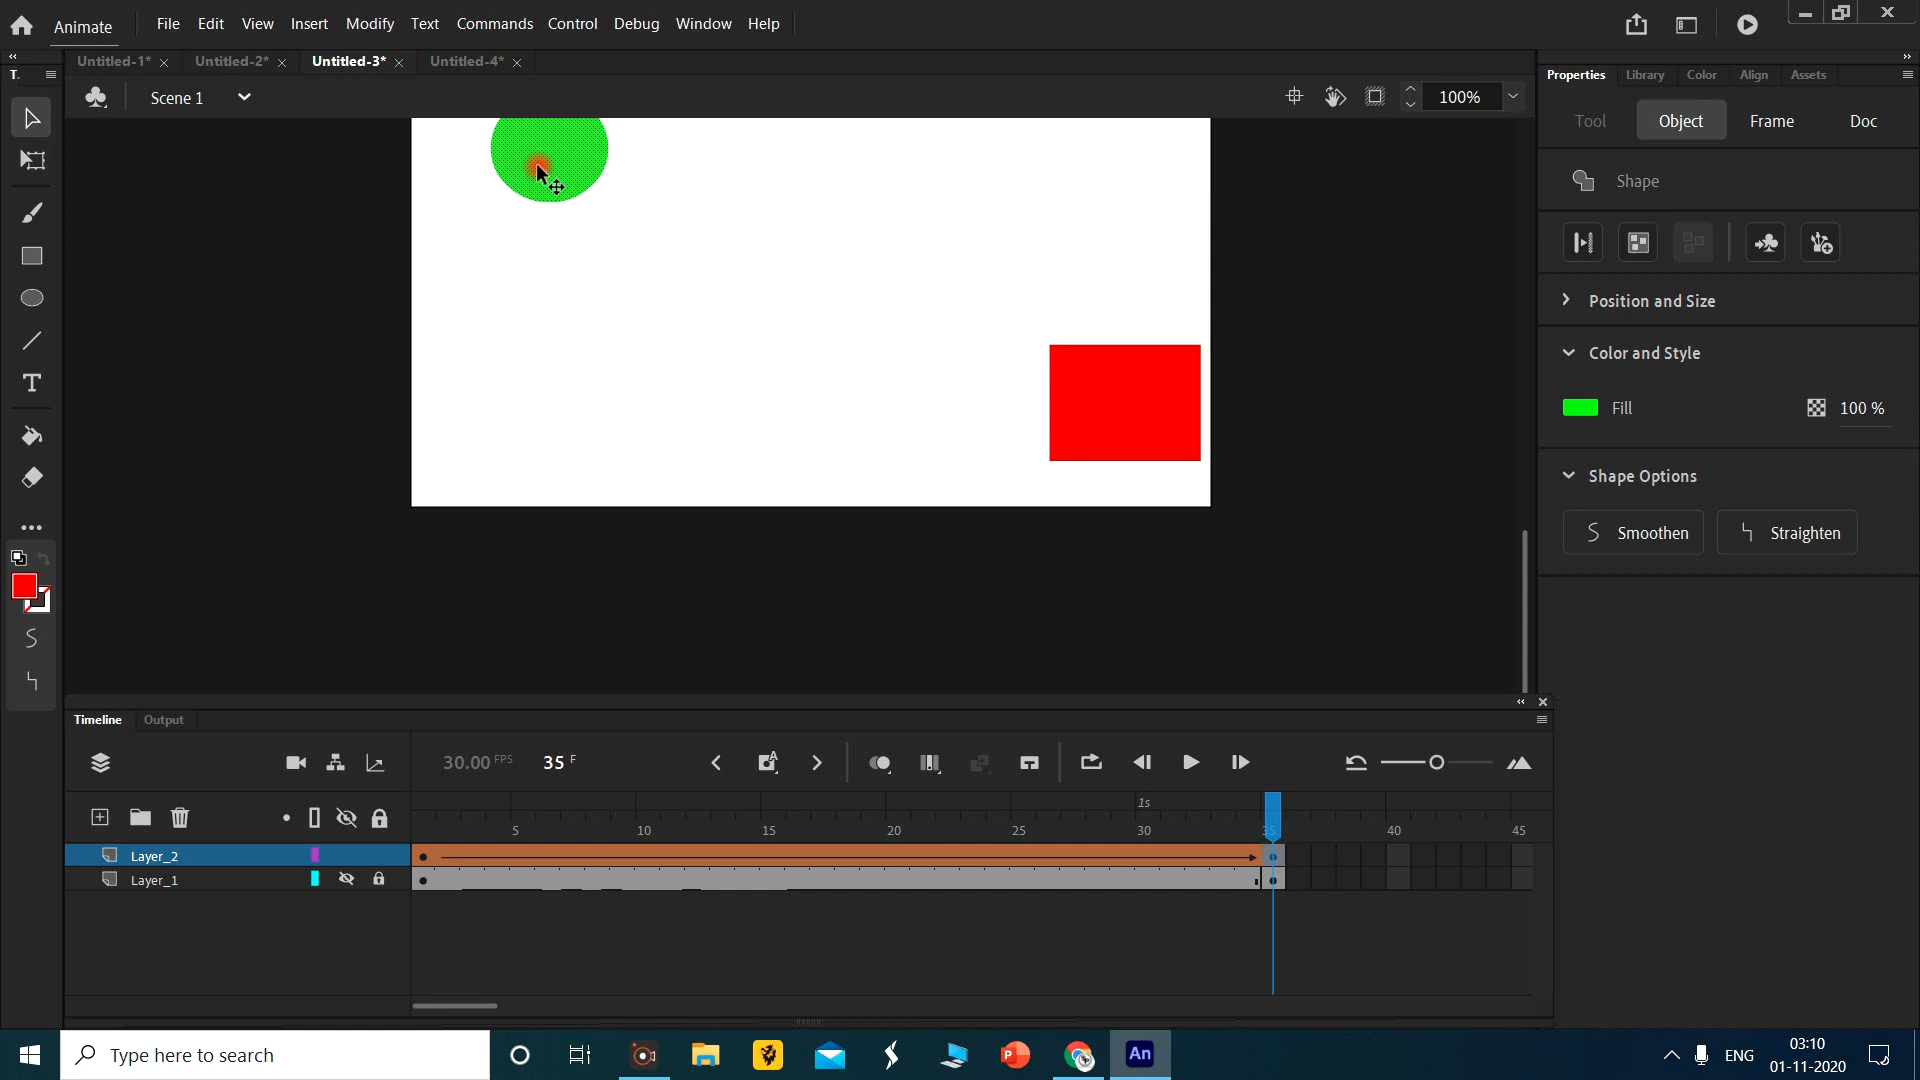 Animate File Edit View Insert Modify Text Commands Control Debug Window Help
Untitled-1* Untitled-2* Untitled-3* Untitled-4*
T. Properties Library Color Align Assets
Scene 1 100%
Tool Object Frame Doc
Shape
Position and Size
Color and Style
Fill 100 %
Shape Options
Smoothen Straighten
Timeline Output
30.00 FPS 35 F
1s
5 10 15 20 25 30 35 40 45
Layer_2
Layer_1
Type here to search An ENG 03:10
01-11-2020